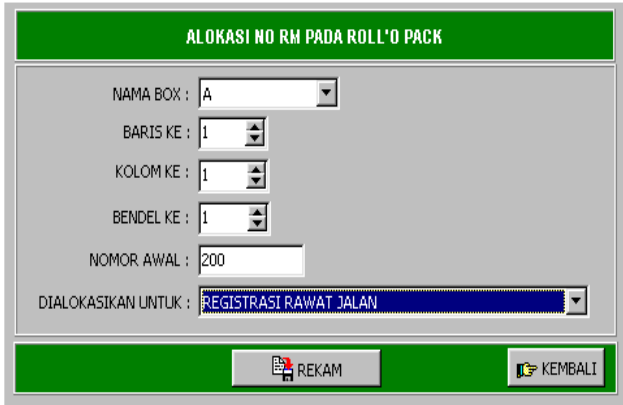 ALOKASI NO RM PADA ROLL'O PACK
NAMA BOX : A
BARIS KE : 1
KOLOM KE : 1
BENDEL KE : 1
NOMOR AWAL : 200
DIALOKASIKAN UNTUK : REGISTRASI RAWAT JALAN
REKAM KEMBALI